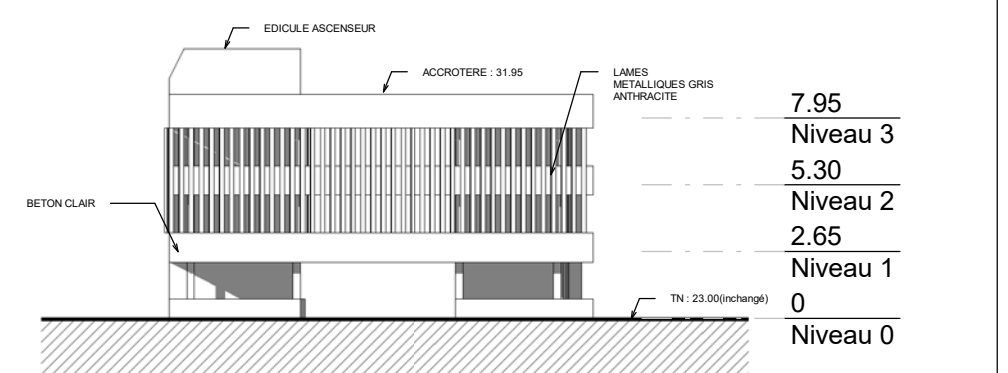 EDICULE ASCENSEUR
ACCROTERE : 31.95
LAMES
METALLIQUES GRIS
ANTHRACITE
7.95
Niveau 3
5.30
Niveau 2
BETON CLAIR
2.65
Niveau 1
TN : 23.00(inchangé)
0
Niveau 0